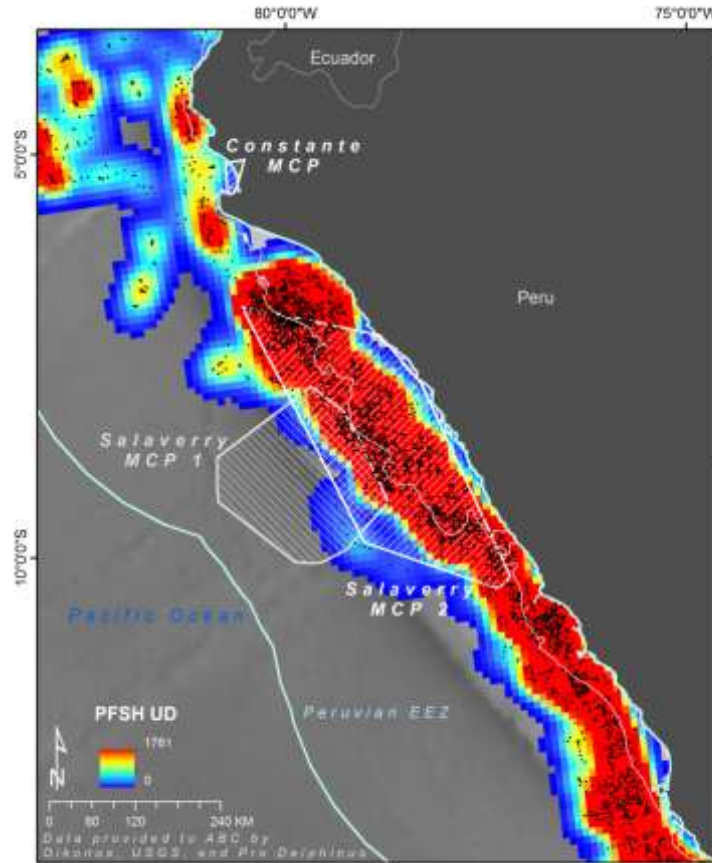 80°0'0"W
75°0'0"W
Ecuador
5°0'0"S
Constante
MCP
Peru
Salaverry
MCP 1
10°0'0"S
Salaverry
MCP 2
Pacific Ocean
Peruvian EEZ
PFSH UD
1761
0
N
0 60 120 240 KM
Data provided to ABC by
Oikonos, USGS, and Pro Delphinus